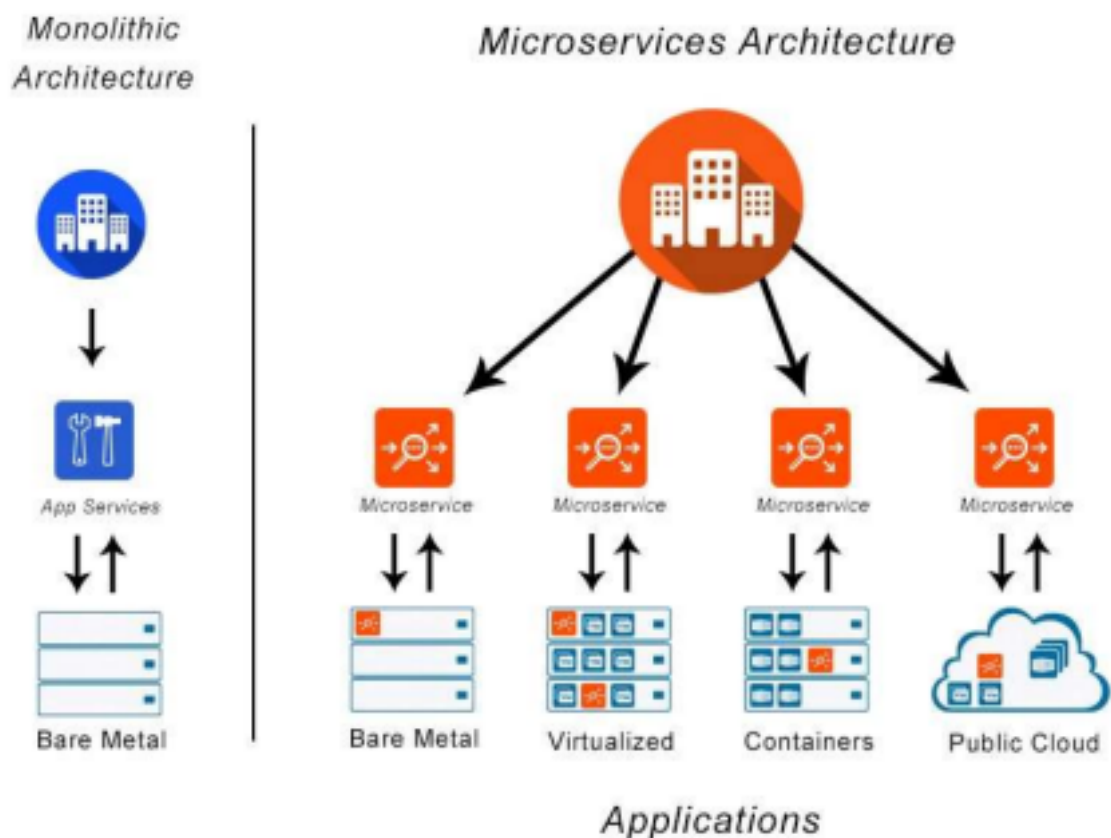 Monolithic
Architecture
Microservices Architecture
App Services
Microservice
Microservice
Microservice
Microservice
Bare Metal
Bare Metal
Virtualized
Containers
Public Cloud
Applications